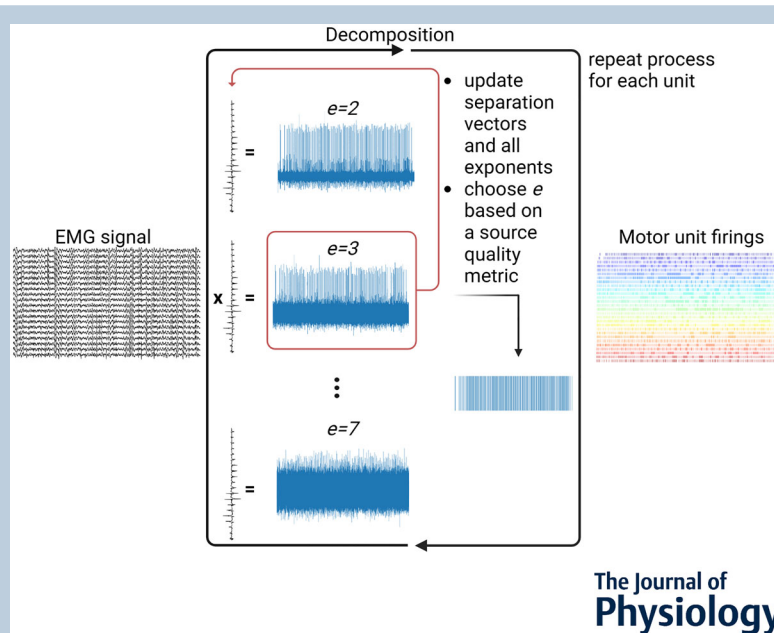 Decomposition
repeat process
for each unit
• update
separation
vectors
and all
exponents
• choose e
based on
a source
quality
metric
e=2
=
EMG signal
e=3
x
=
Motor unit firings
e=7
=
The Journal of
Physiology